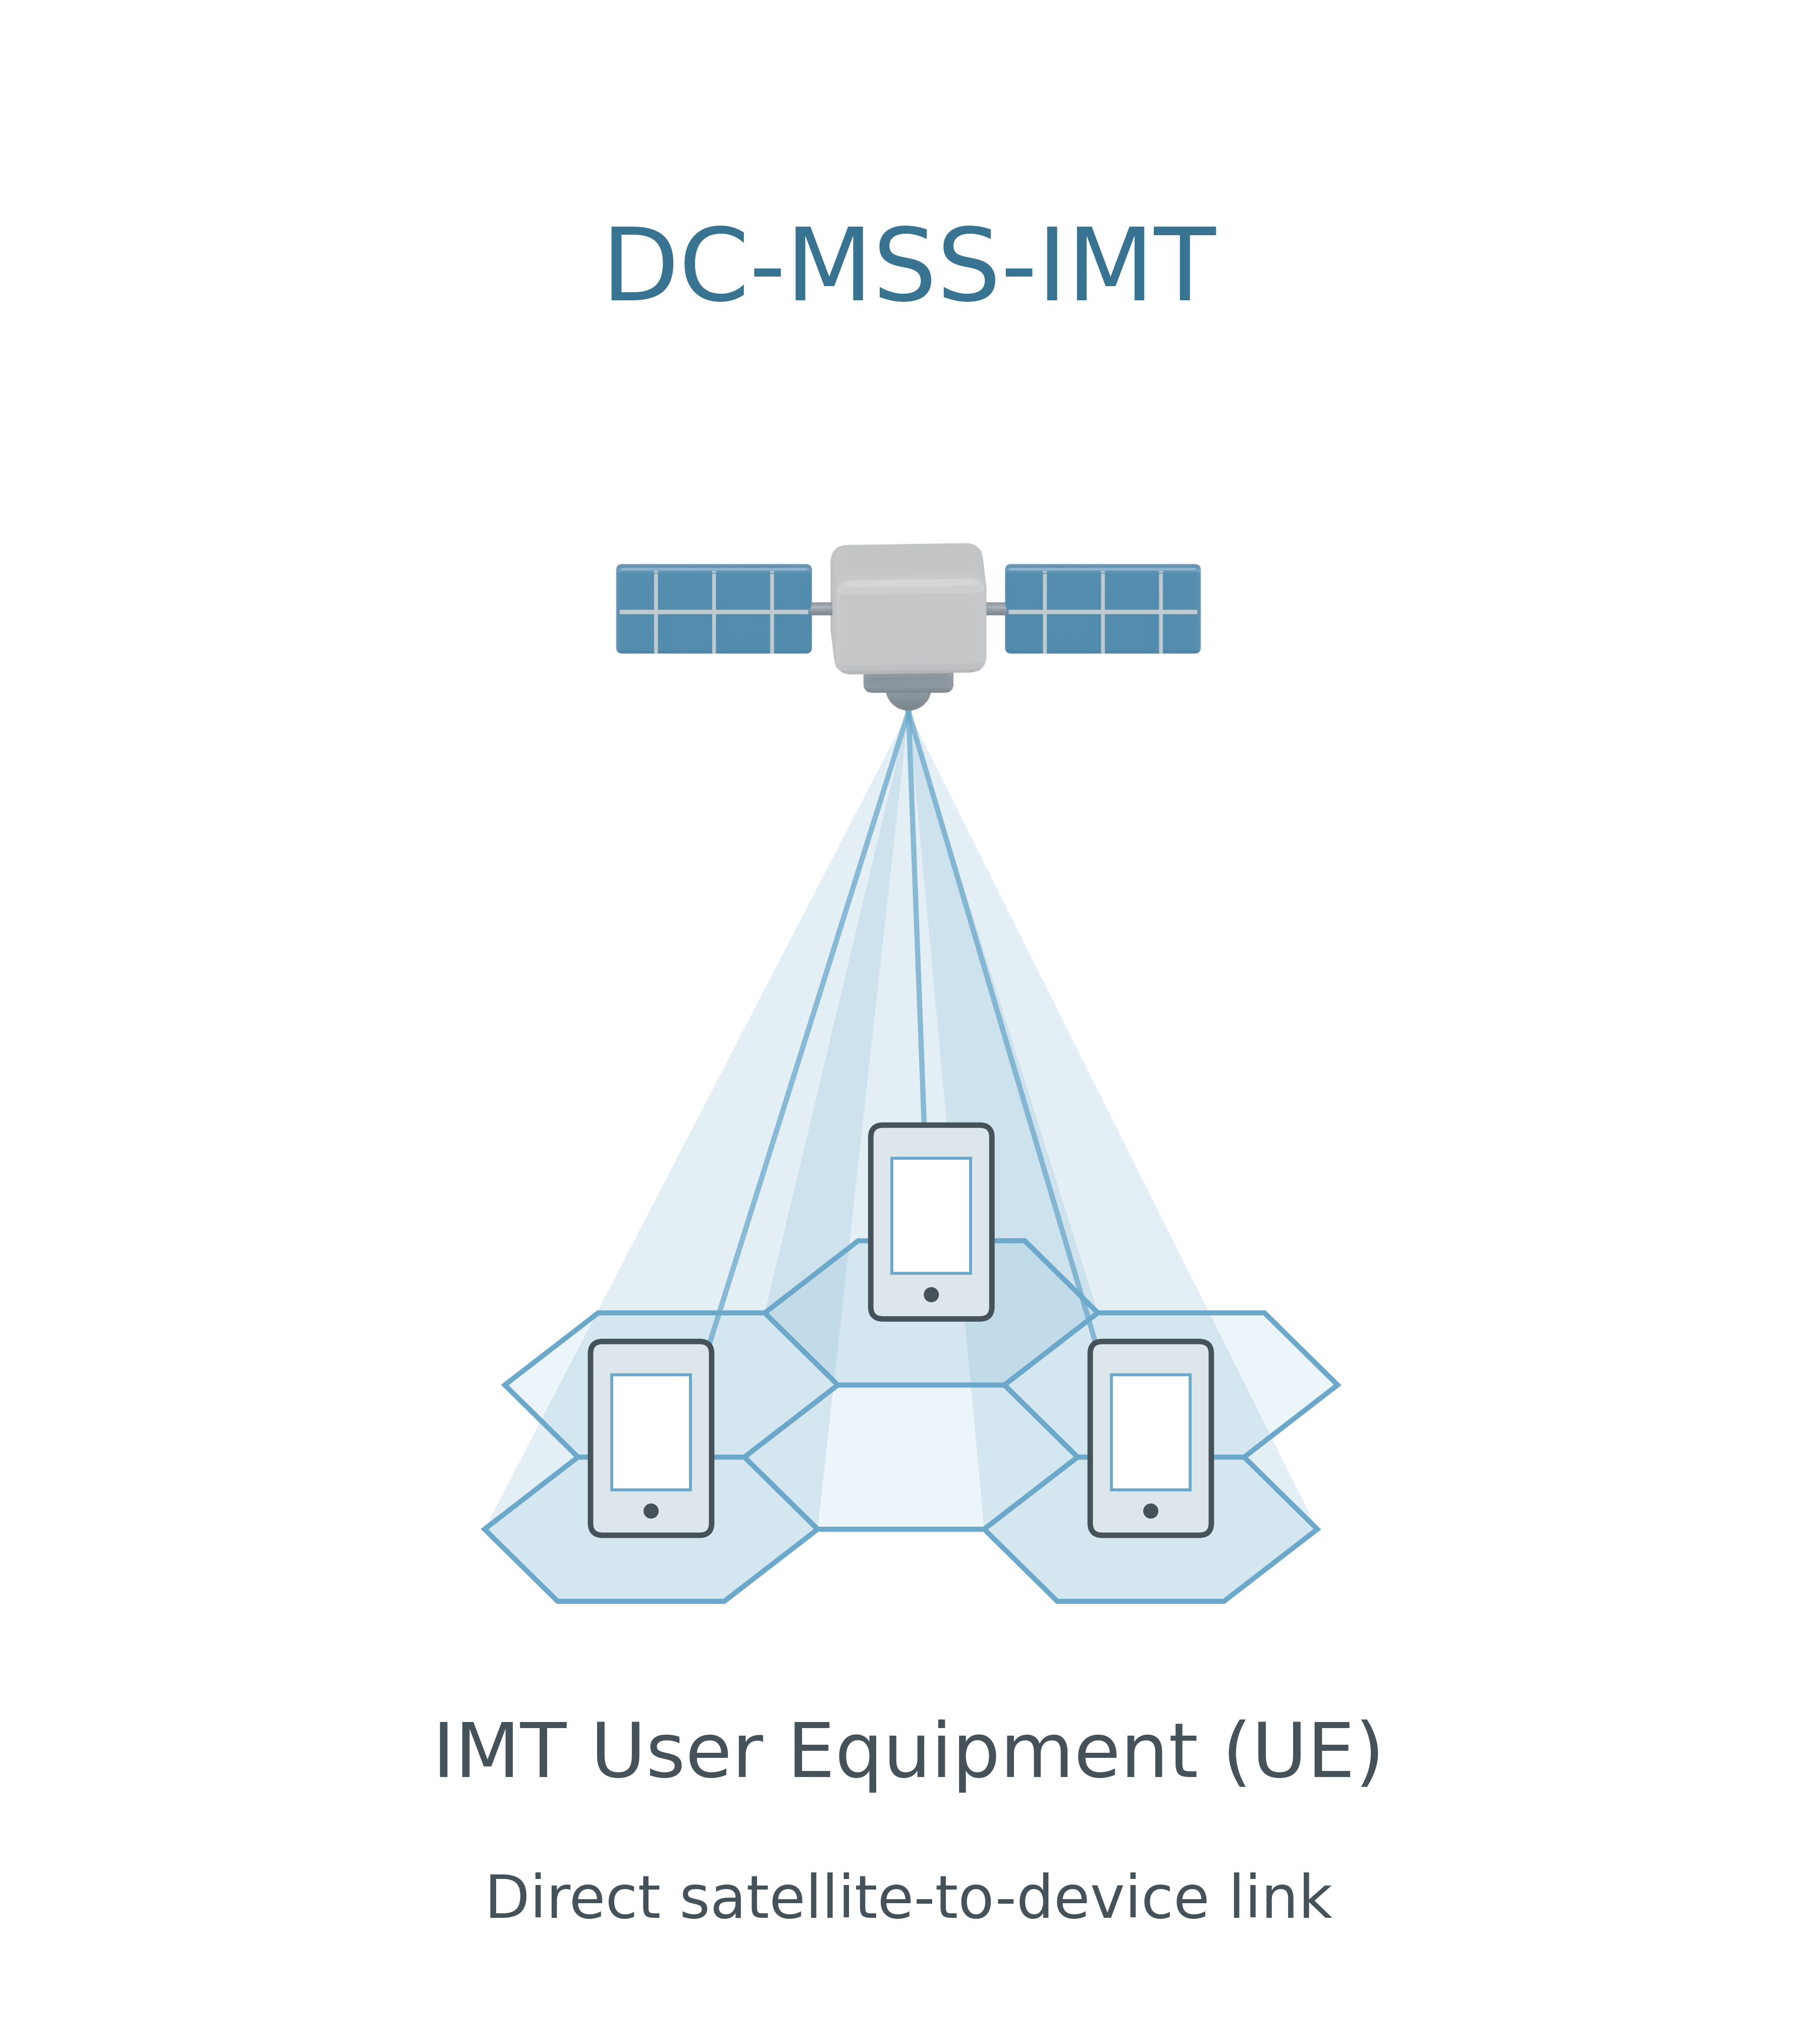 DC-MSS-IMT
IMT User Equipment (UE)
Direct satellite-to-device link